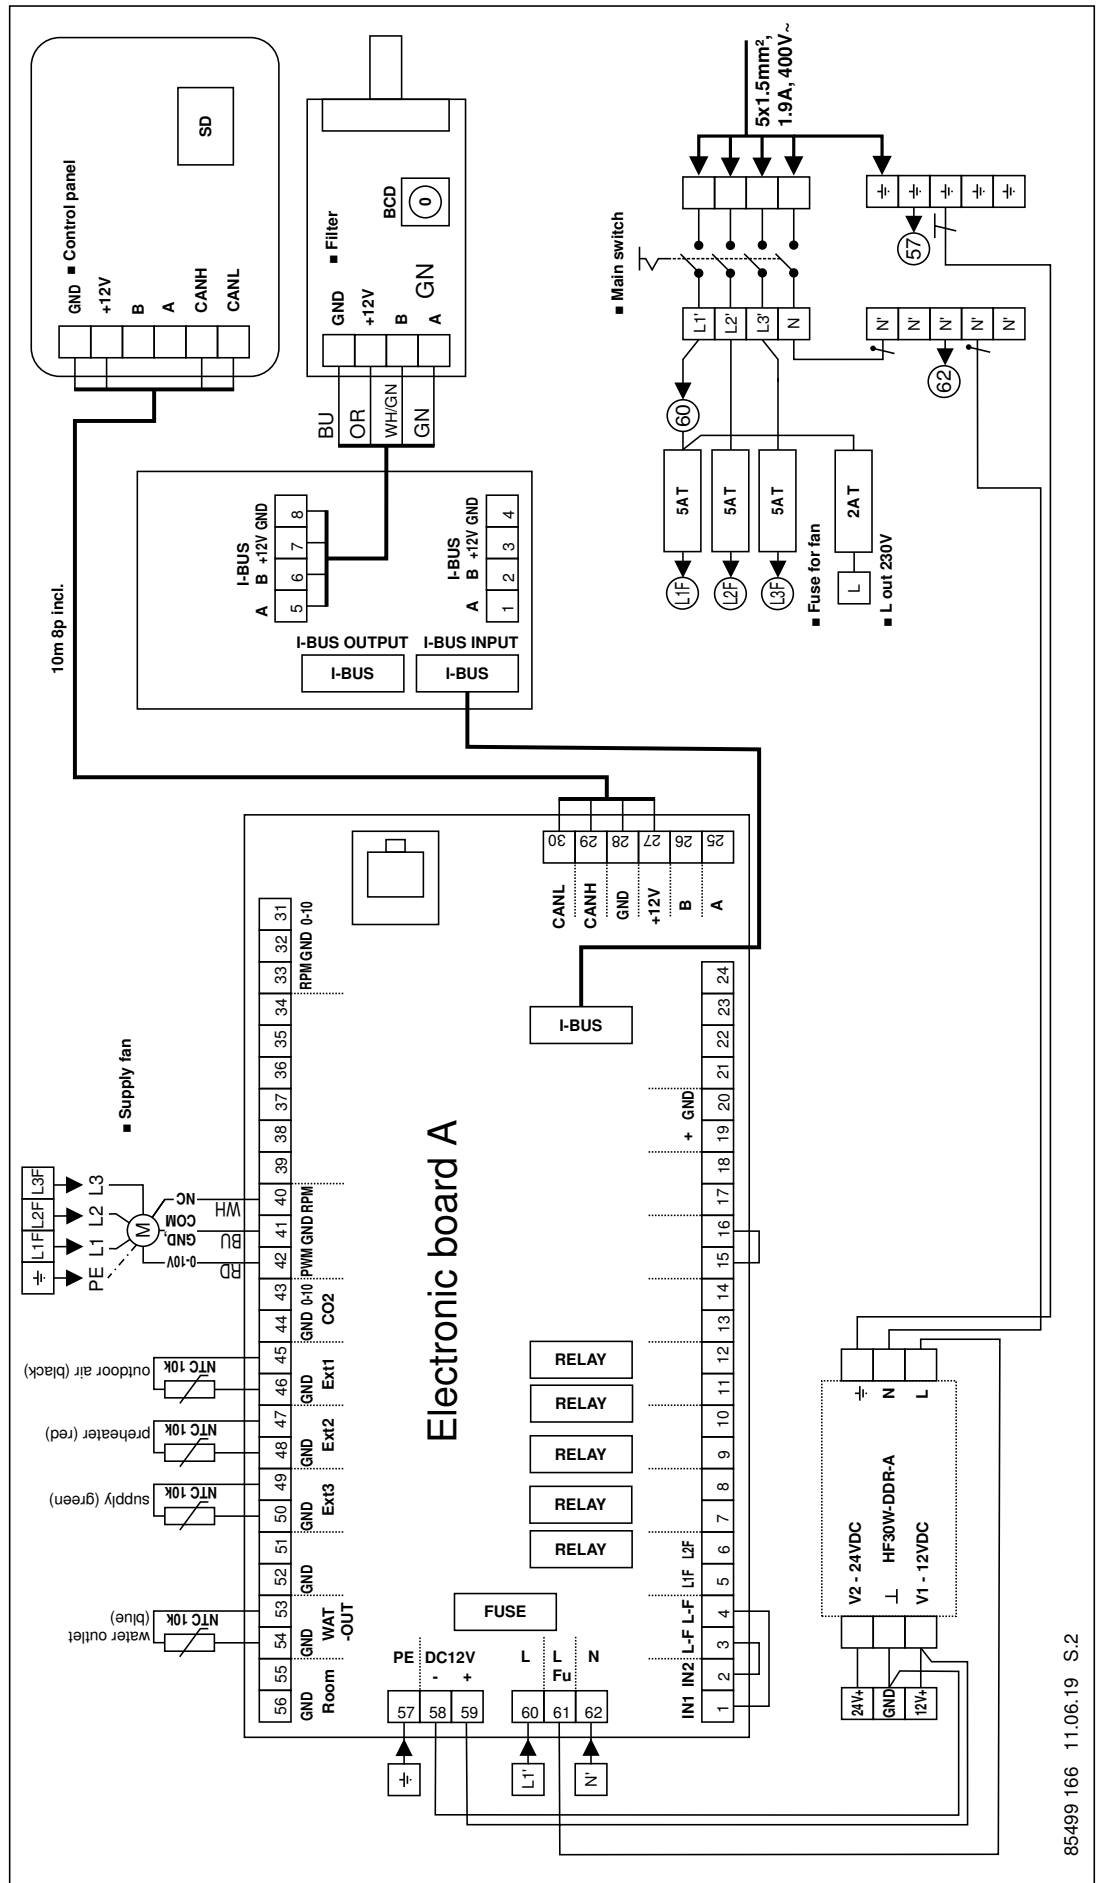 ■ Control panel
SD
GND
+12V
B
A
CANH
CANL
■ Filter
BCD
0
GND
+12V
B
A
GN
BU
OR
WH/GN
GN
10m 8p incl.
I-BUS
A B +12V GND
5 6 7 8
I-BUS
A B +12V GND
1 2 3 4
I-BUS OUTPUT
I-BUS
I-BUS INPUT
I-BUS
5x1.5mm²,
1.9A, 400V~
■ Main switch
L1'
L2'
L3'
N
57
N'
N'
N'
N'
N'
62
60
5A T
5A T
5A T
2A T
L1F
L2F
L3F
L
■ Fuse for fan
■ L out 230V
■ Supply fan
L1F L2F L3F
PE L1 L2 L3
M
0-10V
GND,
COM
NC
RD
BU
WH
outdoor air (black)
NTC 10k
preheater (red)
NTC 10k
supply (green)
NTC 10k
water outlet
(blue)
NTC 10k
56 55 54 53 52 51 50 49 48 47 46 45 44 43 42 41 40 39 38 37 36 35 34 33 32 31
GND
Room
GND
WAT
-OUT
GND
GND
Ext3
GND
Ext2
GND
Ext1
GND 0-10
CO2
PWM GND RPM
RPM GND 0-10
Electronic board A
30 29 28 27 26 25
CANL
CANH
GND
+12V
B
A
I-BUS
RELAY
RELAY
RELAY
RELAY
RELAY
FUSE
PE
DC12V
- +
L
L
Fu
N
57 58 59
60 61 62
L1'
N'
IN1 IN2 L-F L-F
L1F L2F
+ GND
1 2 3 4 5 6 7 8 9 10 11 12 13 14 15 16 17 18 19 20 21 22 23 24
N
L
V2 - 24VDC
HF30W-DDR-A
V1 - 12VDC
24V+
GND
12V+
85499 166 11.06.19 S.2